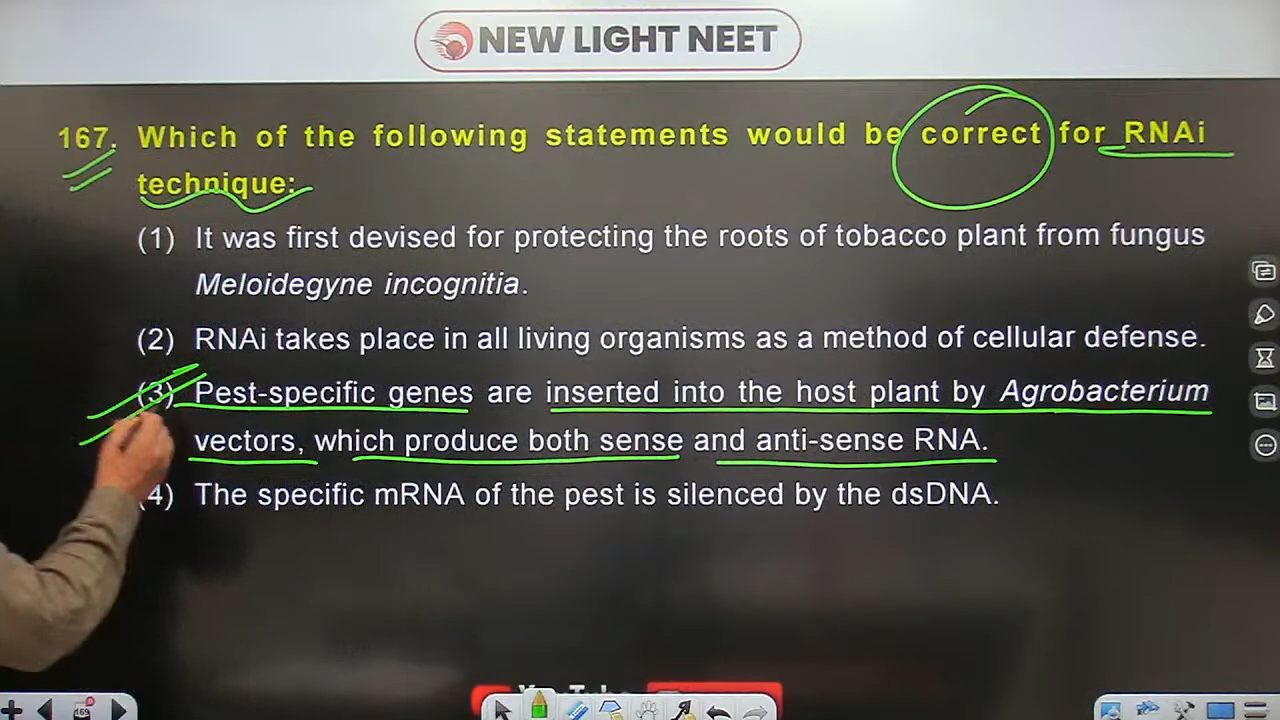 NEW LIGHT NEET
167. Which of the following statements would be correct for RNAi
technique:
(1) It was first devised for protecting the roots of tobacco plant from fungus
Meloidegyne incognitia.
(2) RNAi takes place in all living organisms as a method of cellular defense.
(3) Pest-specific genes are inserted into the host plant by Agrobacterium
vectors, which produce both sense and anti-sense RNA.
4) The specific mRNA of the pest is silenced by the dsDNA.